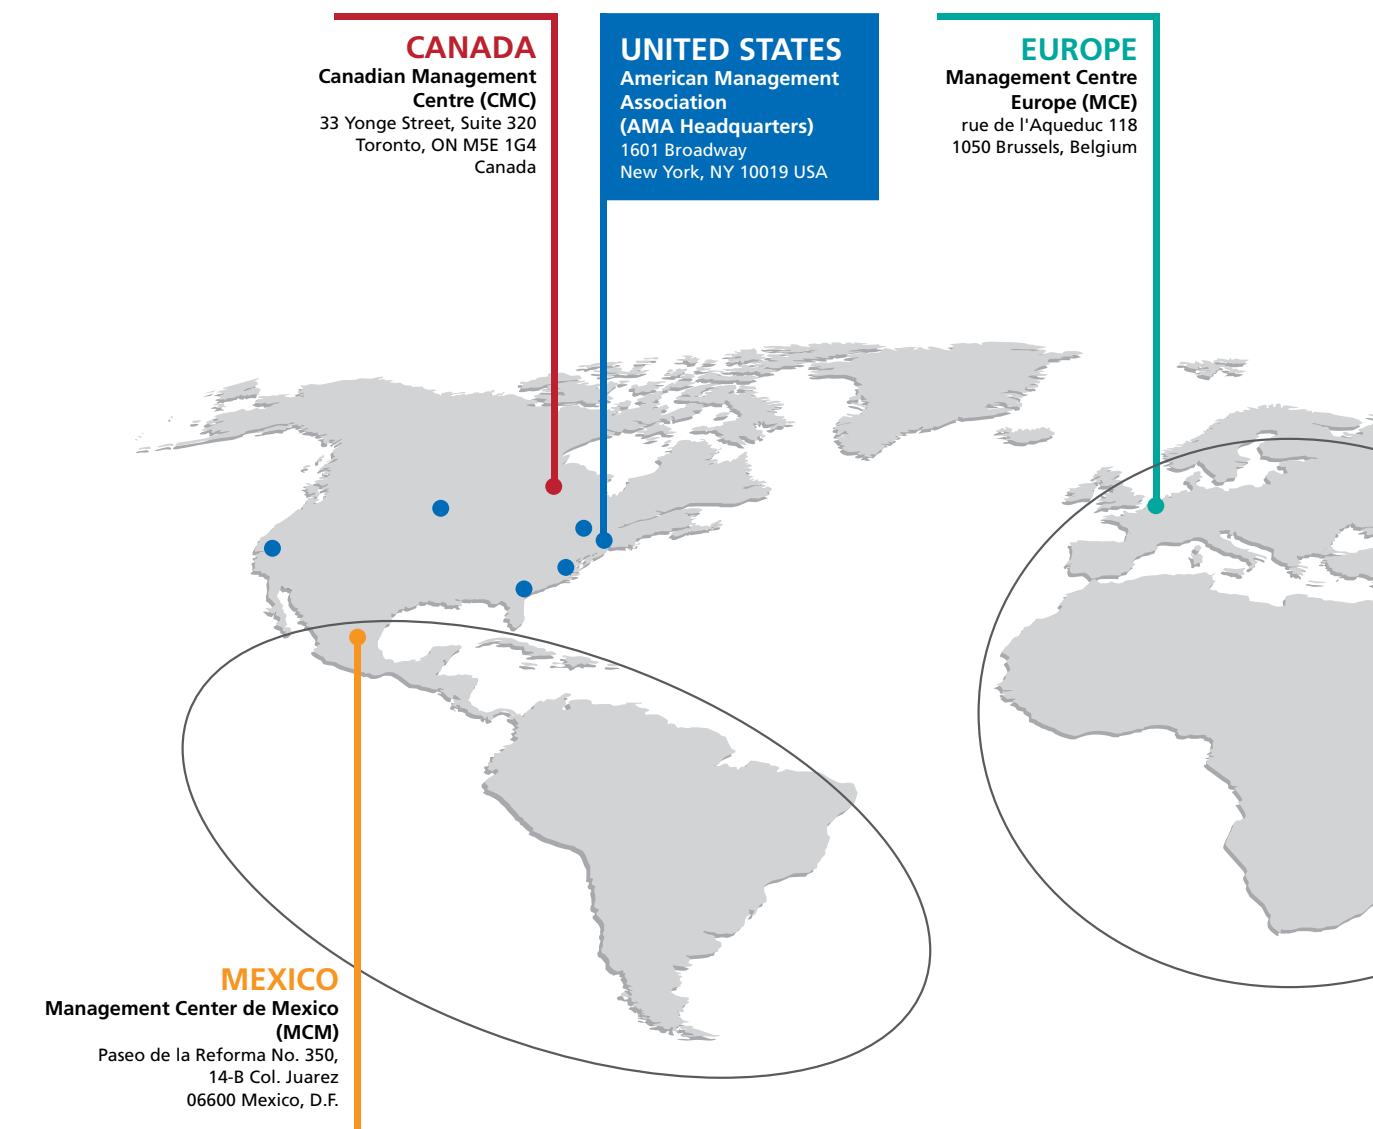 CANADA
Canadian Management
Centre (CMC)
33 Yonge Street, Suite 320
Toronto, ON M5E 1G4
Canada
UNITED STATES
American Management
Association
(AMA Headquarters)
1601 Broadway
New York, NY 10019 USA
EUROPE
Management Centre
Europe (MCE)
rue de l'Aqueduc 118
1050 Brussels, Belgium
MEXICO
Management Center de Mexico
(MCM)
Paseo de la Reforma No. 350,
14-B Col. Juarez
06600 Mexico, D.F.